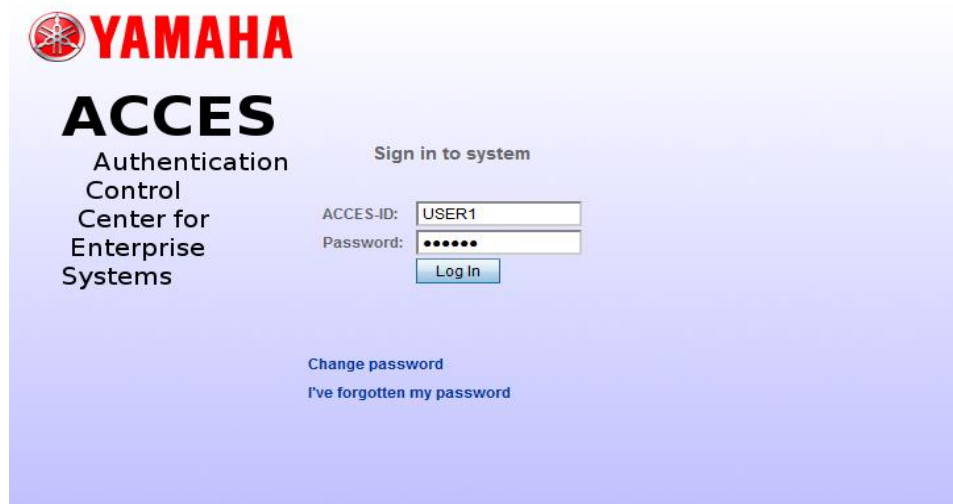 YAMAHA
ACCES
Authentication
Control
Center for
Enterprise
Systems
Sign in to system
ACCES-ID: USER1
Password: ••••••
Log In
Change password
I've forgotten my password